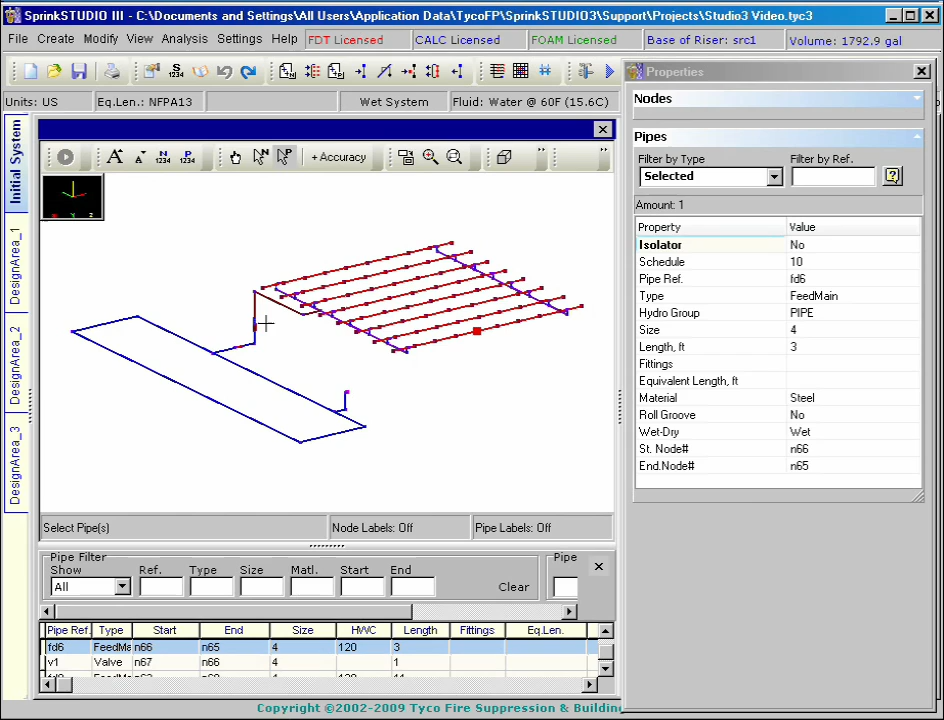 SprinkSTUDIO III - C:\Documents and Settings\All Users\Application Data\TycoFP\SprinkSTUDIO3\Support\Projects\Studio3 Video.tyc3
File Create Modify View Analysis Settings Help FDT Licensed CALC Licensed FOAM Licensed Base of Riser: src1 Volume: 1792.9 gal
Units: US Eq.Len.: NFPA13 Wet System Fluid: Water @ 60F (15.6C)
Initial System
DesignArea_1
DesignArea_2
DesignArea_3
+Accuracy
Select Pipe(s) Node Labels: Off Pipe Labels: Off
Pipe Filter Pipe
Show Ref. Type Size Matl. Start End
All Clear
Pipe Ref. Type Start End Size HWC Length Fittings Eq.Len.
fd6 FeedMa n66 n65 4 120 3
v1 Valve n67 n66 4 1
Properties
Nodes
Pipes
Filter by Type Filter by Ref.
Selected
Amount: 1
Property Value
Isolator No
Schedule 10
Pipe Ref. fd6
Type FeedMain
Hydro Group PIPE
Size 4
Length, ft 3
Fittings
Equivalent Length, ft
Material Steel
Roll Groove No
Wet-Dry Wet
St. Node# n66
End.Node# n65
Copyright ©2002-2009 Tyco Fire Suppression & Building